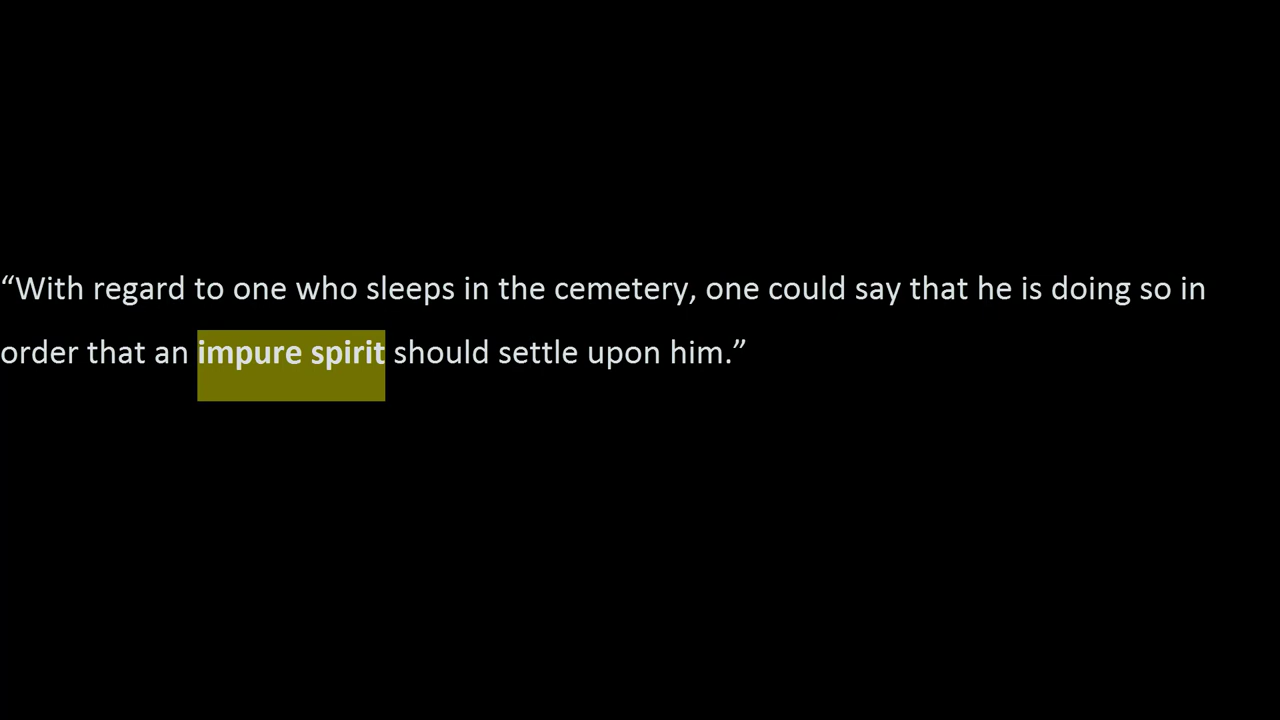 “With regard to one who sleeps in the cemetery, one could say that he is doing so in
order that an impure spirit should settle upon him.”